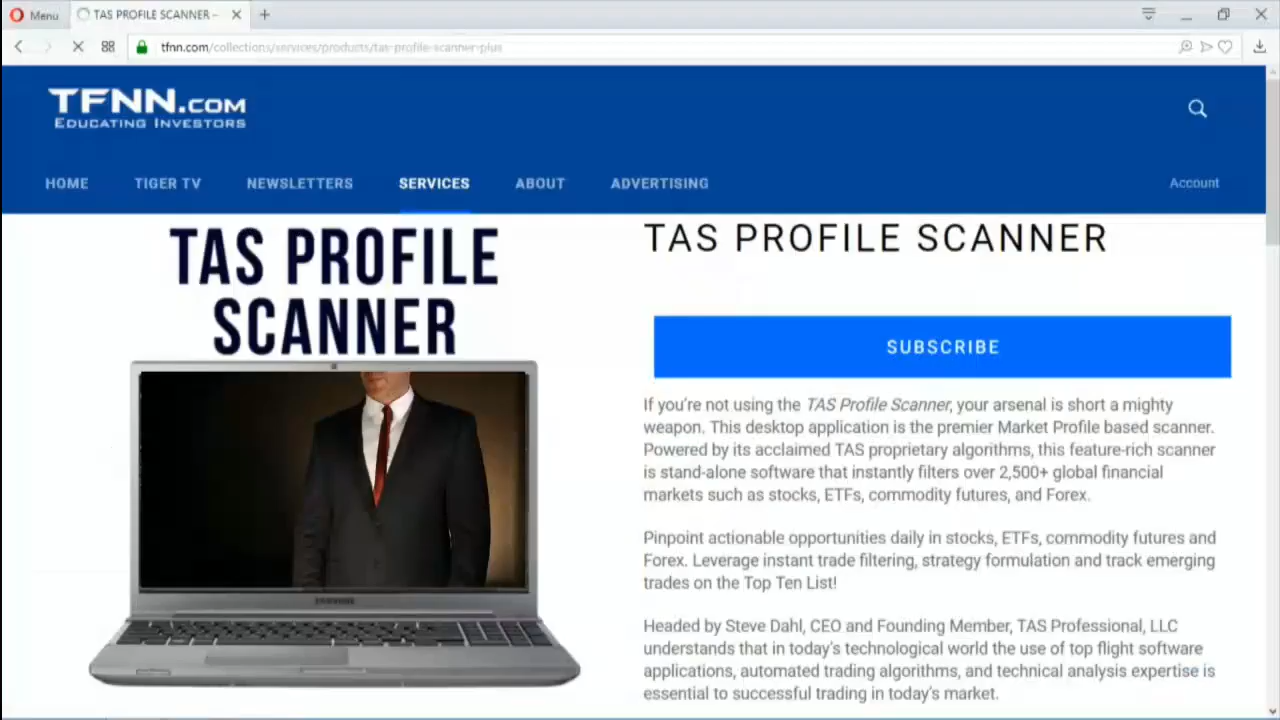 Menu
TAS PROFILE SCANNER –
tfnn.com/collections/services/products/tas-profile-scanner-plus
TFNN.COM
EDUCATING INVESTORS
HOME
TIGER TV
NEWSLETTERS
SERVICES
ABOUT
ADVERTISING
Account
TAS PROFILE
SCANNER
TAS PROFILE SCANNER
SUBSCRIBE
If you're not using the TAS Profile Scanner, your arsenal is short a mighty
weapon. This desktop application is the premier Market Profile based scanner.
Powered by its acclaimed TAS proprietary algorithms, this feature-rich scanner
is stand-alone software that instantly filters over 2,500+ global financial
markets such as stocks, ETFs, commodity futures, and Forex.
Pinpoint actionable opportunities daily in stocks, ETFs, commodity futures and
Forex. Leverage instant trade filtering, strategy formulation and track emerging
trades on the Top Ten List!
Headed by Steve Dahl, CEO and Founding Member, TAS Professional, LLC
understands that in today's technological world the use of top flight software
applications, automated trading algorithms, and technical analysis expertise is
essential to successful trading in today's market.